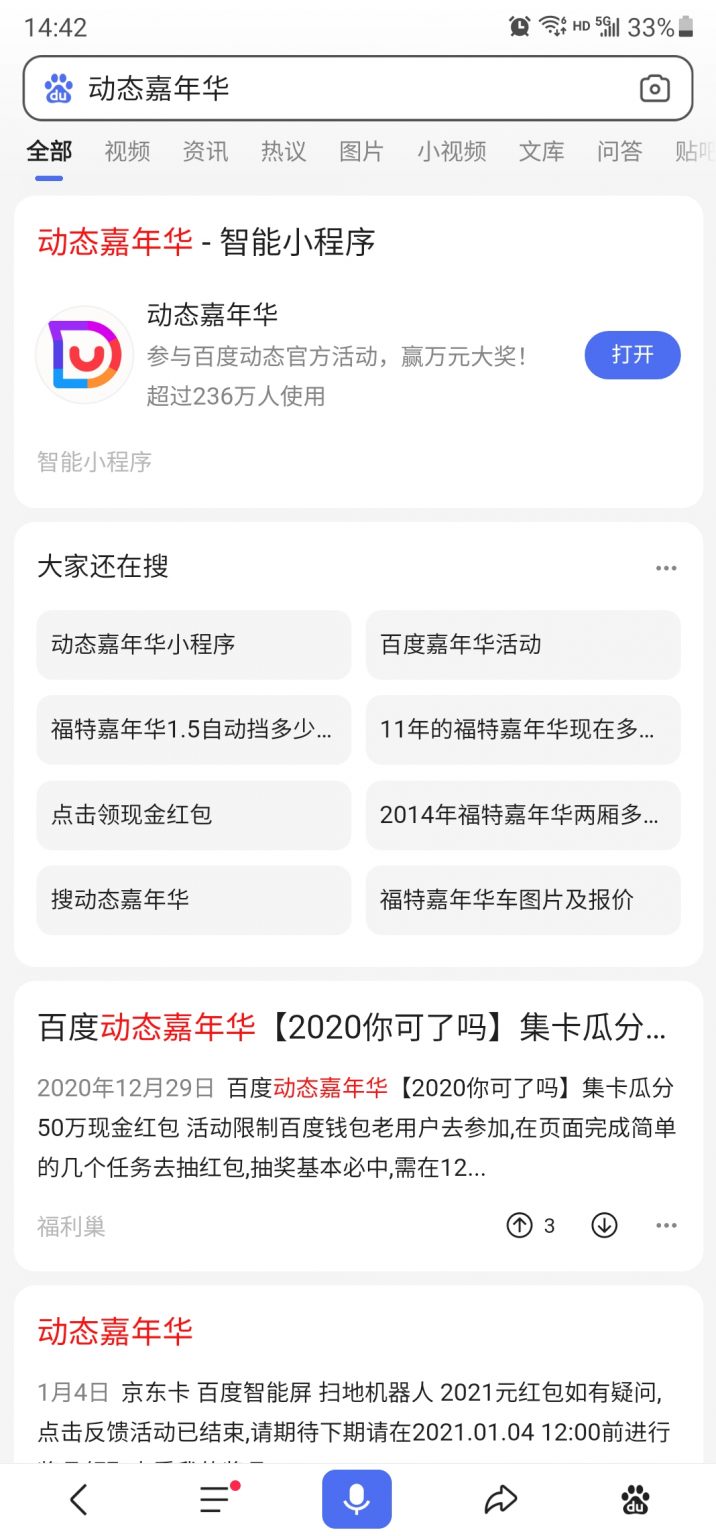 14:42
HD 5G 33%
du 动态嘉年华
全部 视频 资讯 热议 图片 小视频 文库 问答 贴吧
动态嘉年华 - 智能小程序
动态嘉年华
参与百度动态官方活动，赢万元大奖！
打开
超过236万人使用
智能小程序
大家还在搜
动态嘉年华小程序 百度嘉年华活动
福特嘉年华1.5自动挡多少... 11年的福特嘉年华现在多...
点击领现金红包 2014年福特嘉年华两厢多...
搜动态嘉年华 福特嘉年华车图片及报价
百度动态嘉年华【2020你可了吗】集卡瓜分...
2020年12月29日 百度动态嘉年华【2020你可了吗】集卡瓜分
50万现金红包 活动限制百度钱包老用户去参加,在页面完成简单
的几个任务去抽红包,抽奖基本必中,需在12...
福利巢 3
动态嘉年华
1月4日 京东卡 百度智能屏 扫地机器人 2021元红包如有疑问,
点击反馈活动已结束,请期待下期请在2021.01.04 12:00前进行
du